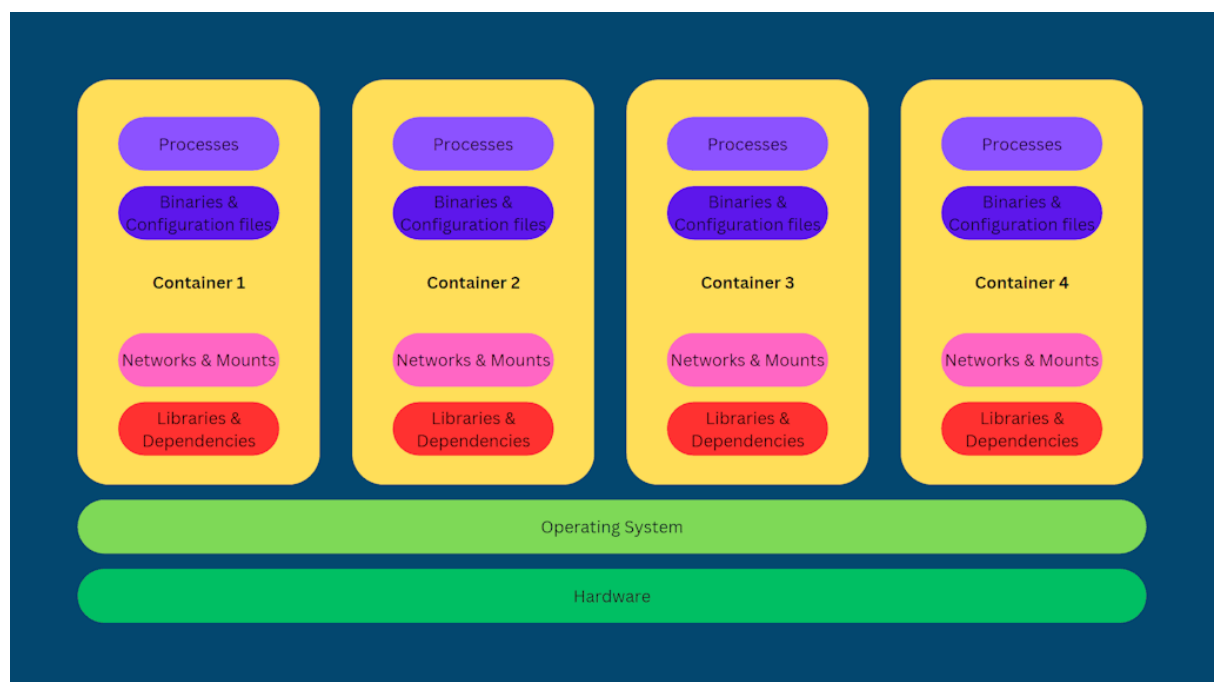 Processes
Binaries &
Configuration files
Container 1
Networks & Mounts
Libraries &
Dependencies
Processes
Binaries &
Configuration files
Container 2
Networks & Mounts
Libraries &
Dependencies
Processes
Binaries &
Configuration files
Container 3
Networks & Mounts
Libraries &
Dependencies
Processes
Binaries &
Configuration files
Container 4
Networks & Mounts
Libraries &
Dependencies
Operating System
Hardware